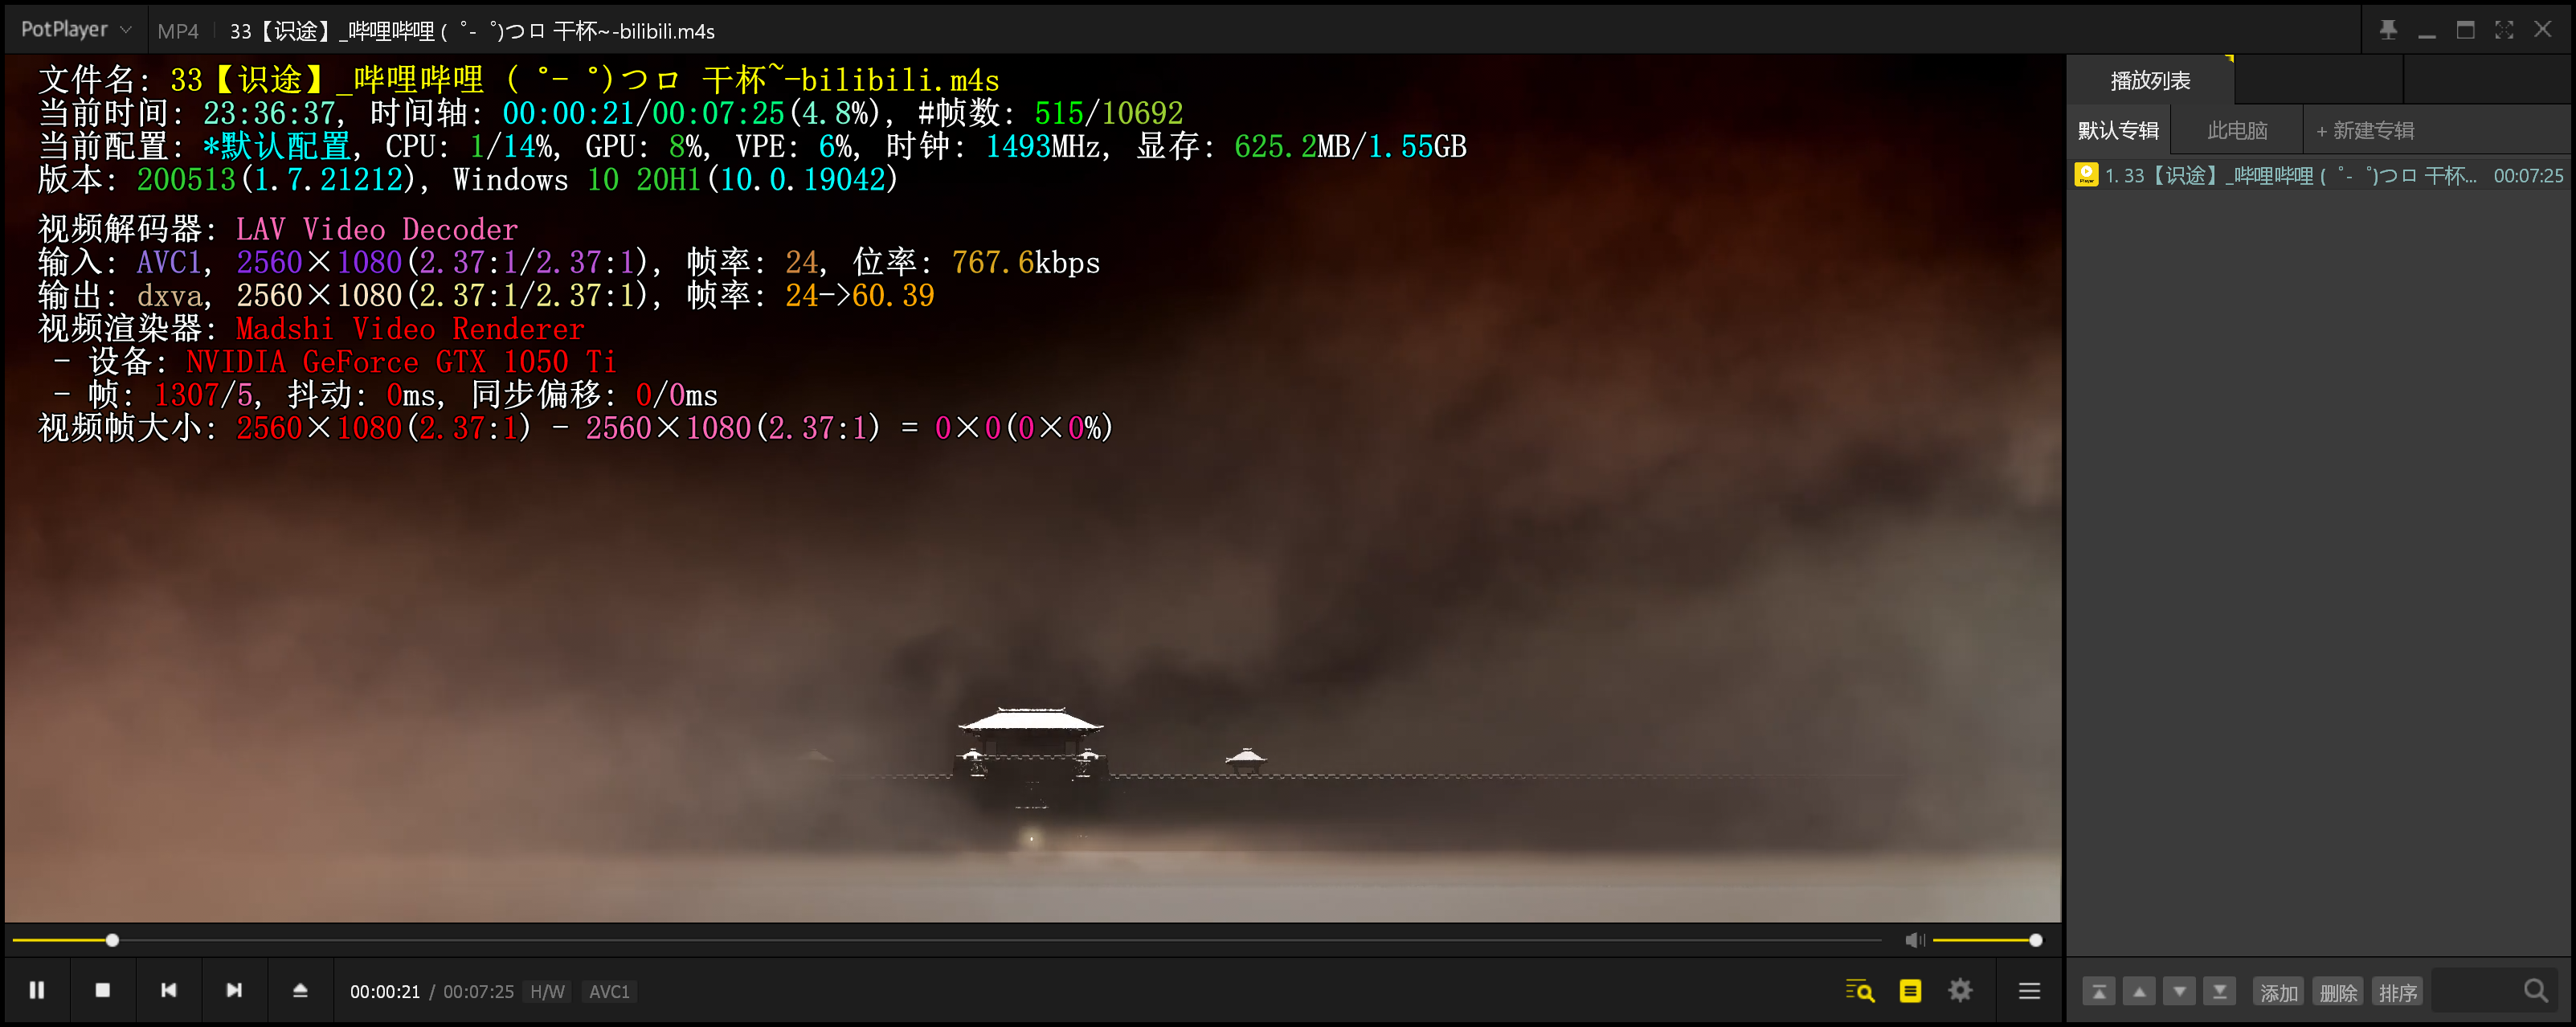 PotPlayer MP4 33【识途】_哔哩哔哩 (゜-゜)つロ 干杯~-bilibili.m4s
文件名: 33【识途】_哔哩哔哩 (゜-゜)つロ 干杯~-bilibili.m4s
当前时间: 23:36:37, 时间轴: 00:00:21/00:07:25(4.8%), #帧数: 515/10692
当前配置: *默认配置, CPU: 1/14%, GPU: 8%, VPE: 6%, 时钟: 1493MHz, 显存: 625.2MB/1.55GB
版本: 200513(1.7.21212), Windows 10 20H1(10.0.19042)
视频解码器: LAV Video Decoder
输入: AVC1, 2560×1080(2.37:1/2.37:1), 帧率: 24, 位率: 767.6kbps
输出: dxva, 2560×1080(2.37:1/2.37:1), 帧率: 24->60.39
视频渲染器: Madshi Video Renderer
- 设备: NVIDIA GeForce GTX 1050 Ti
- 帧: 1307/5, 抖动: 0ms, 同步偏移: 0/0ms
视频帧大小: 2560×1080(2.37:1) - 2560×1080(2.37:1) = 0×0(0×0%)
播放列表
默认专辑 此电脑 + 新建专辑
1. 33【识途】_哔哩哔哩 (゜-゜)つロ 干杯... 00:07:25
00:00:21 / 00:07:25 H/W AVC1
添加 删除 排序